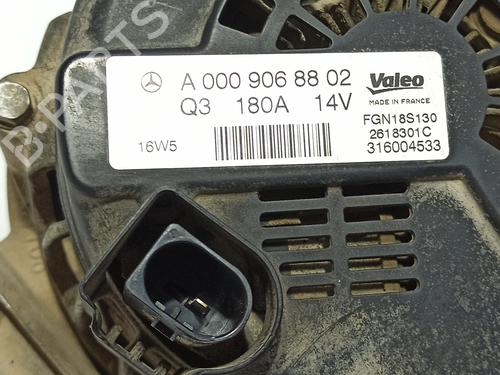 B-PARTS
A 000 906 88 02
Valeo
MADE IN FRANCE
Q3 180A 14V
FGN18S130
2618301C
16W5
316004533